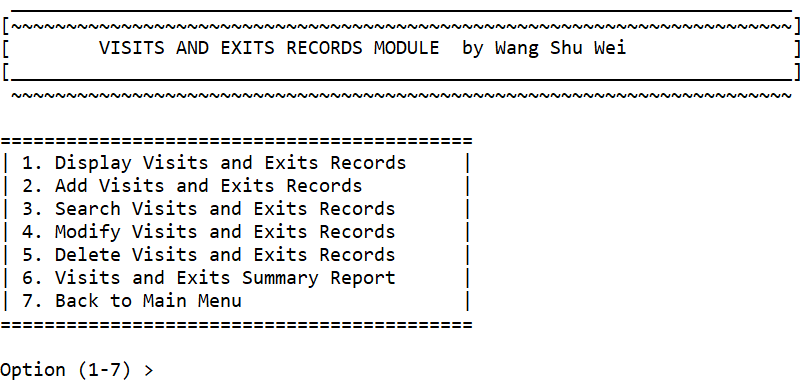 _______________________________________________________________________
[~~~~~~~~~~~~~~~~~~~~~~~~~~~~~~~~~~~~~~~~~~~~~~~~~~~~~~~~~~~~~~~~~~~~~~~]
[        VISITS AND EXITS RECORDS MODULE  by Wang Shu Wei               ]
[_______________________________________________________________________]
~~~~~~~~~~~~~~~~~~~~~~~~~~~~~~~~~~~~~~~~~~~~~~~~~~~~~~~~~~~~~~~~~~~~~~~
===========================================
| 1. Display Visits and Exits Records     |
| 2. Add Visits and Exits Records         |
| 3. Search Visits and Exits Records      |
| 4. Modify Visits and Exits Records      |
| 5. Delete Visits and Exits Records      |
| 6. Visits and Exits Summary Report      |
| 7. Back to Main Menu                    |
===========================================
Option (1-7) >